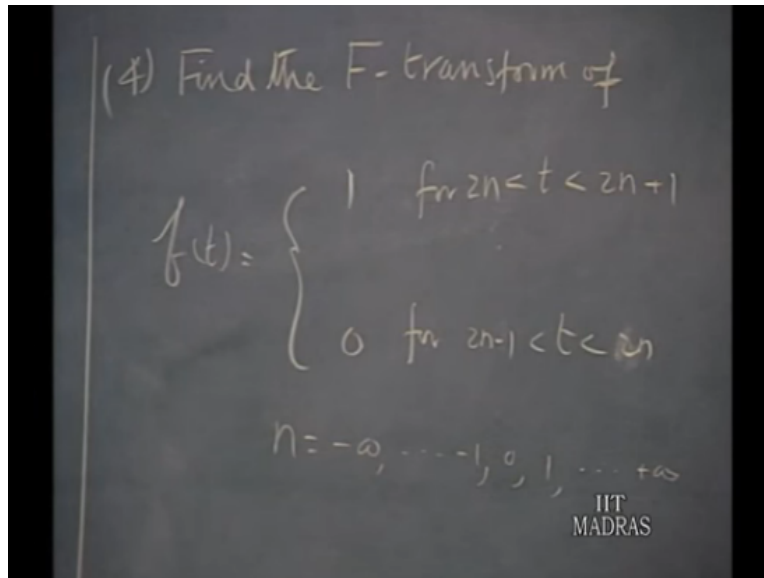 (4) Find the F-transform of
f(t) = { 1 for 2n < t < 2n+1
0 for 2n-1 < t < 2n
n = -∞, ..... -1, 0, 1, .... +∞
IIT
MADRAS